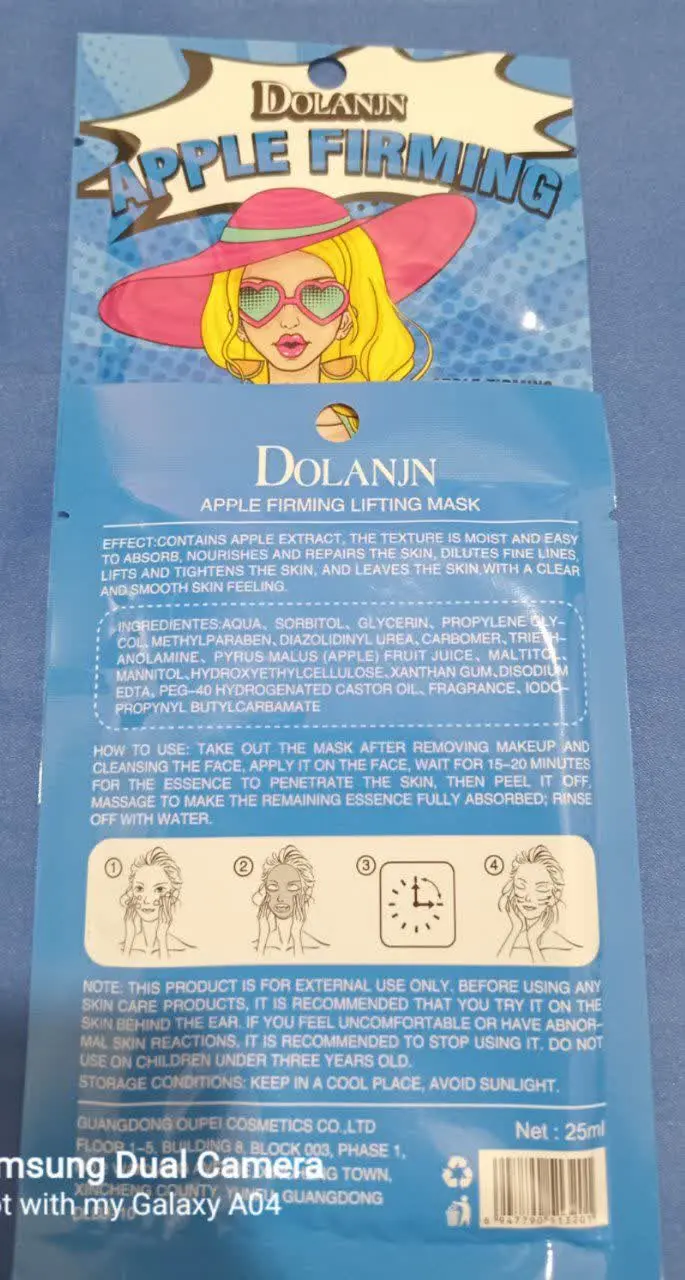 DOLANJN
APPLE FIRMING
DOLANJN
APPLE FIRMING LIFTING MASK
EFFECT:CONTAINS APPLE EXTRACT, THE TEXTURE IS MOIST AND EASY
TO ABSORB, NOURISHES AND REPAIRS THE SKIN, DILUTES FINE LINES,
LIFTS AND TIGHTENS THE SKIN, AND LEAVES THE SKIN WITH A CLEAR
AND SMOOTH SKIN FEELING.
INGREDIENTES:AQUA、SORBITOL、GLYCERIN、PROPYLENE GLY-
COL、METHYLPARABEN、DIAZOLIDINYL UREA、CARBOMER、TRIETH-
ANOLAMINE、PYRUS MALUS (APPLE) FRUIT JUICE、MALTITOL、
MANNITOL、HYDROXYETHYLCELLULOSE、XANTHAN GUM、DISODIUM
EDTA、PEG-40 HYDROGENATED CASTOR OIL、FRAGRANCE、IODO-
PROPYNYL BUTYLCARBAMATE
HOW TO USE: TAKE OUT THE MASK AFTER REMOVING MAKEUP AND
CLEANSING THE FACE, APPLY IT ON THE FACE, WAIT FOR 15-20 MINUTES
FOR THE ESSENCE TO PENETRATE THE SKIN, THEN PEEL IT OFF,
MASSAGE TO MAKE THE REMAINING ESSENCE FULLY ABSORBED; RINSE
OFF WITH WATER.
① ② ③ ④
NOTE: THIS PRODUCT IS FOR EXTERNAL USE ONLY, BEFORE USING ANY
SKIN CARE PRODUCTS, IT IS RECOMMENDED THAT YOU TRY IT ON THE
SKIN BEHIND THE EAR. IF YOU FEEL UNCOMFORTABLE OR HAVE ABNOR-
MAL SKIN REACTIONS, IT IS RECOMMENDED TO STOP USING IT. DO NOT
USE ON CHILDREN UNDER THREE YEARS OLD.
STORAGE CONDITIONS: KEEP IN A COOL PLACE, AVOID SUNLIGHT.
GUANGDONG OUPEI COSMETICS CO.,LTD
Net : 25ml
FLOOR 1-5, BUILDING 8, BLOCK 003, PHASE 1,
TOWN,
XINCHENG COUNTY, YUNFU, GUANGDONG
msung Dual Camera
ot with my Galaxy A04